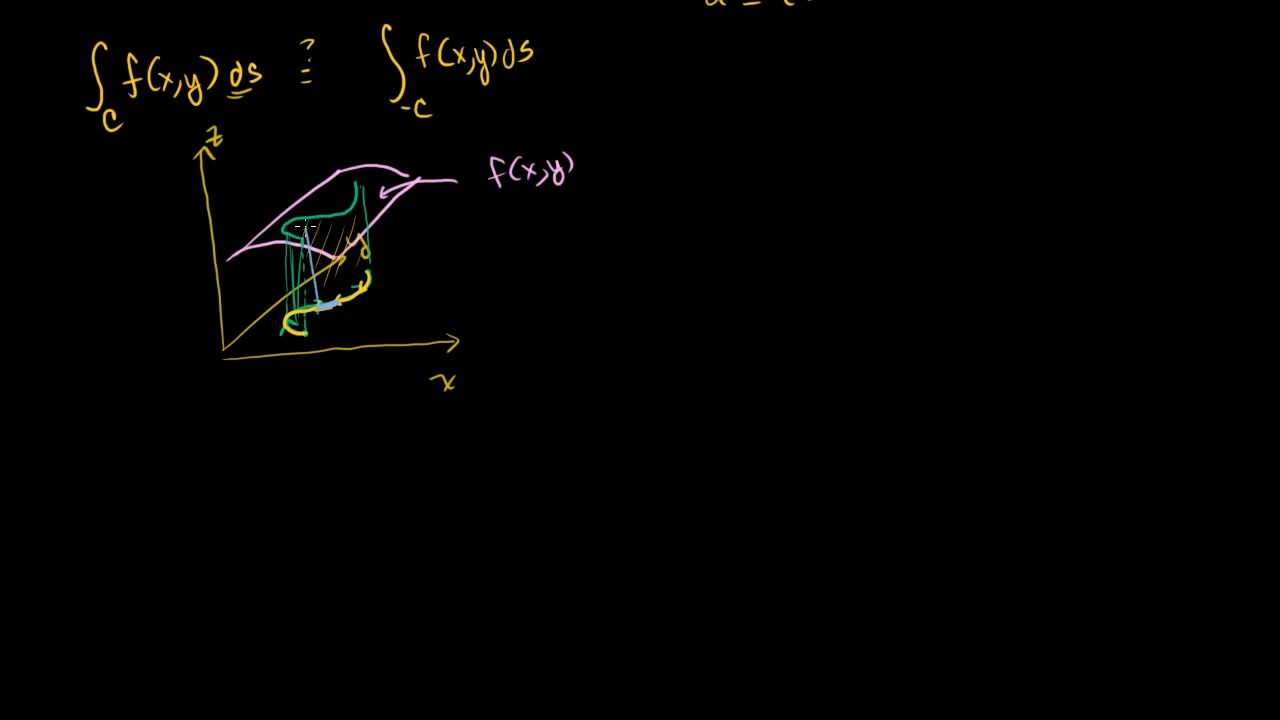 ∫_C f(x,y) ds ≡? ∫_{-C} f(x,y) ds
z
f(x,y)
y
x